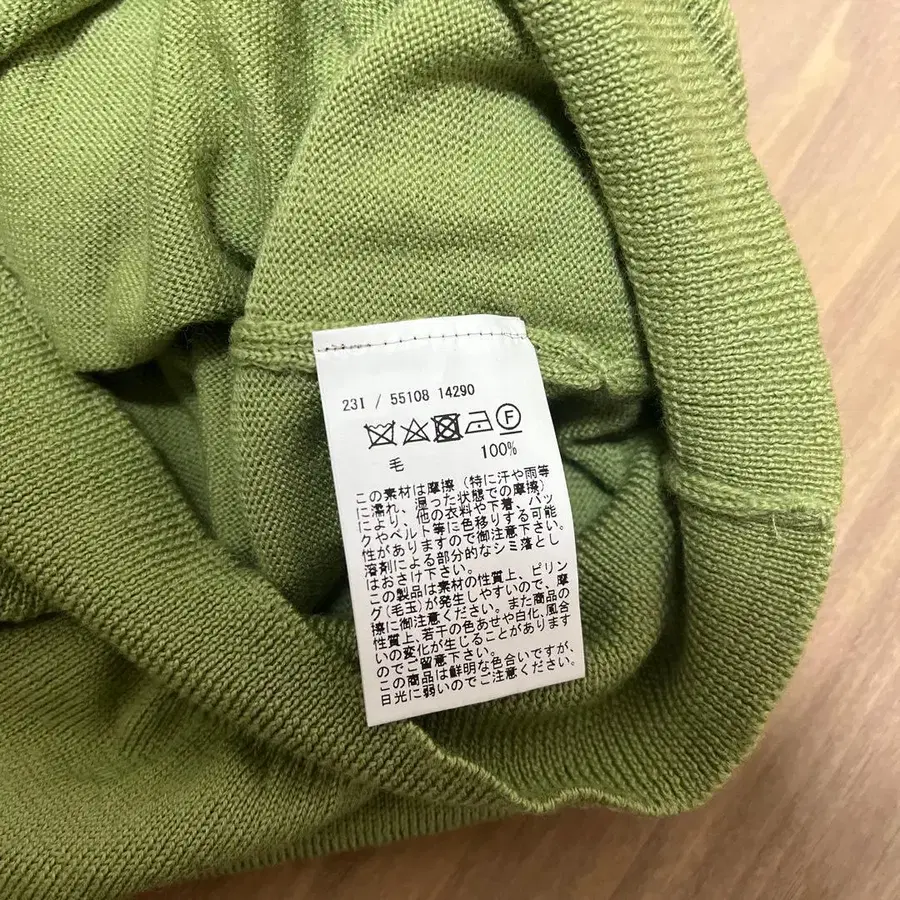 231 / 55108 14290
F
毛 100%
この素材は摩擦（特に汗や雨等
に濡れ、湿った状態での摩擦）
により、他の衣料や下着、バッ
クやベルト等に色移りする可能
性がありますので御注意下さい。
溶剤による部分的なシミ落とし
はおさけ下さい。
この製品は素材の性質上、ピリン
グ(毛玉)が発生しやすいので、摩
擦に御注意ください。また商品の
性質上、若干の色あせや白化、風合
いの変化が生じることがあります
のでご留意下さい。
この商品は鮮明な色合いですが、
日光に弱いのでご注意ください。